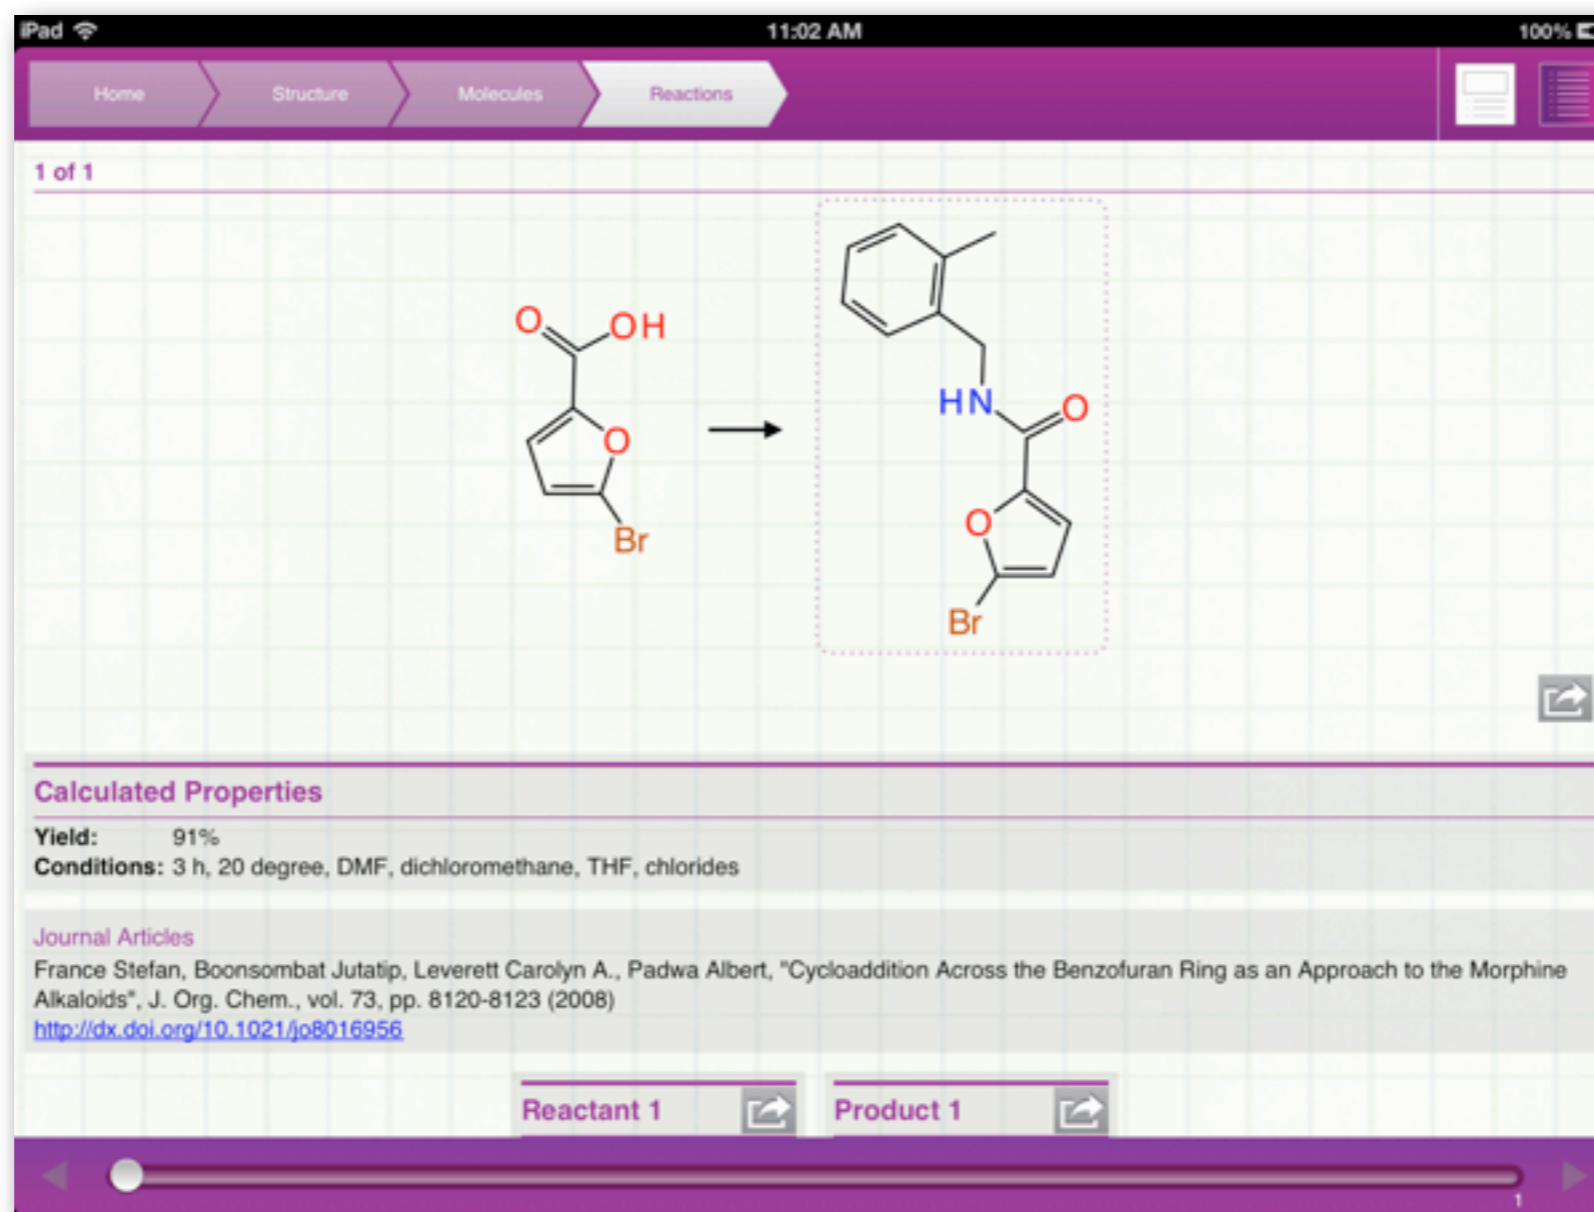 iPad 11:02 AM 100%
Home Structure Molecules Reactions
1 of 1
O OH
O
Br
HN O
O
Br
Calculated Properties
Yield: 91%
Conditions: 3 h, 20 degree, DMF, dichloromethane, THF, chlorides
Journal Articles
France Stefan, Boonsombat Jutatip, Leverett Carolyn A., Padwa Albert, "Cycloaddition Across the Benzofuran Ring as an Approach to the Morphine
Alkaloids", J. Org. Chem., vol. 73, pp. 8120-8123 (2008)
http://dx.doi.org/10.1021/jo8016956
Reactant 1 Product 1
1